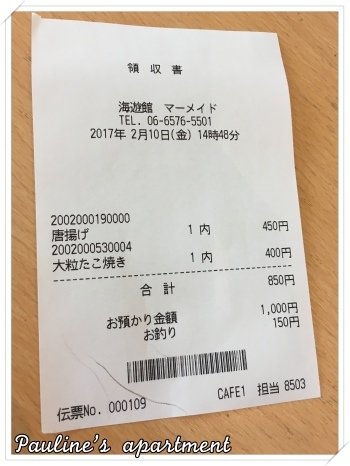 領収書
海遊館 マーメイド
TEL. 06-6576-5501
2017年 2月10日(金) 14時48分
2002000190000
唐揚げ 1 内 450円
2002000530004
大粒たこ焼き 1 内 400円
合計 850円
お預かり金額 1,000円
お釣り 150円
伝票No. 000109 CAFE1 担当 8503
Pauline's apartment